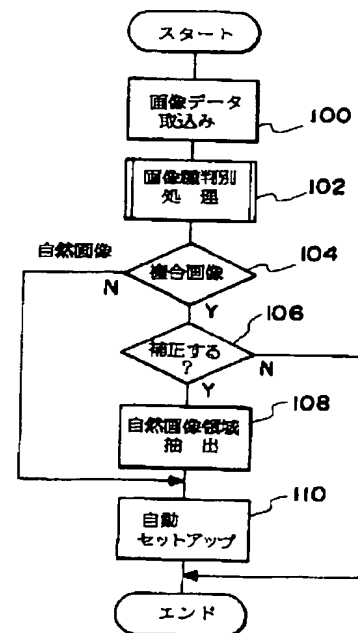 スタート
画像データ
取込み
100
画像種判別
処理
102
自然画像
複合画像
104
N
Y
106
補正する
?
N
Y
108
自然画像領域
抽出
110
自動
セットアップ
エンド